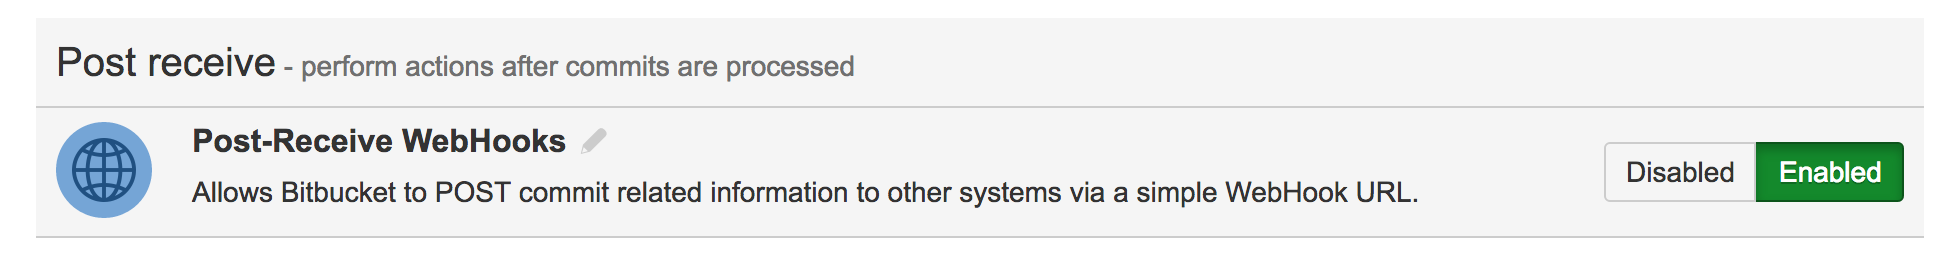 Post receive - perform actions after commits are processed
Post-Receive WebHooks
Allows Bitbucket to POST commit related information to other systems via a simple WebHook URL.
Disabled Enabled